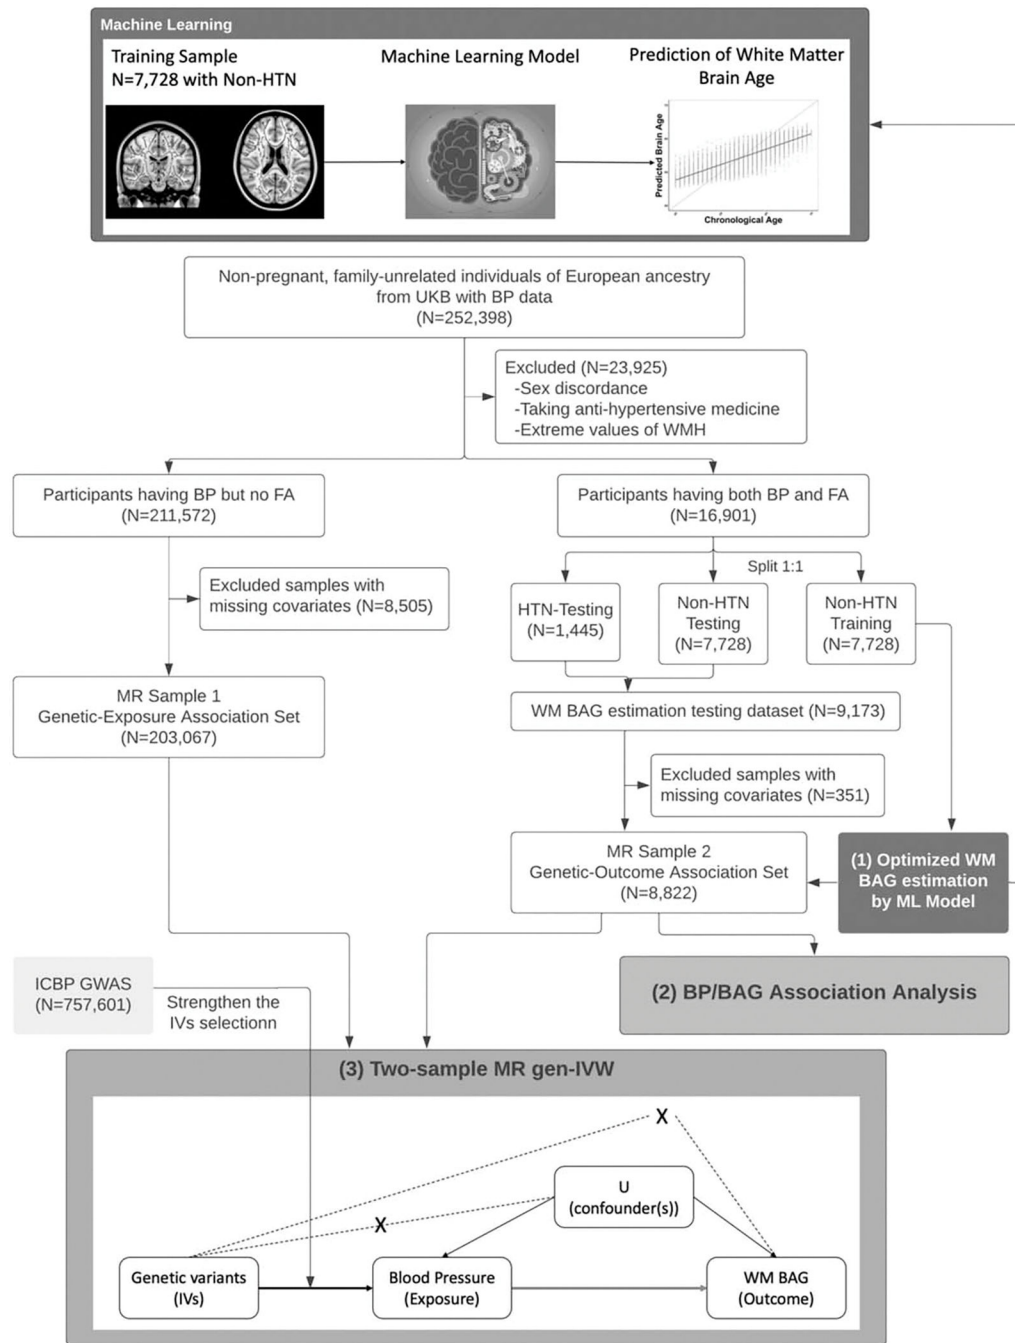 Machine Learning
Training Sample
N=7,728 with Non-HTN
Machine Learning Model
Prediction of White Matter
Brain Age
Predicted Brain Age
Chronological Age
Non-pregnant, family-unrelated individuals of European ancestry
from UKB with BP data
(N=252,398)
Excluded (N=23,925)
-Sex discordance
-Taking anti-hypertensive medicine
-Extreme values of WMH
Participants having BP but no FA
(N=211,572)
Participants having both BP and FA
(N=16,901)
Split 1:1
Excluded samples with
missing covariates (N=8,505)
HTN-Testing
(N=1,445)
Non-HTN
Testing
(N=7,728)
Non-HTN
Training
(N=7,728)
MR Sample 1
Genetic-Exposure Association Set
(N=203,067)
WM BAG estimation testing dataset (N=9,173)
Excluded samples with
missing covariates (N=351)
MR Sample 2
Genetic-Outcome Association Set
(N=8,822)
(1) Optimized WM
BAG estimation
by ML Model
ICBP GWAS
(N=757,601)
Strengthen the
IVs selectionn
(2) BP/BAG Association Analysis
(3) Two-sample MR gen-IVW
X
U
(confounder(s))
X
Genetic variants
(IVs)
Blood Pressure
(Exposure)
WM BAG
(Outcome)